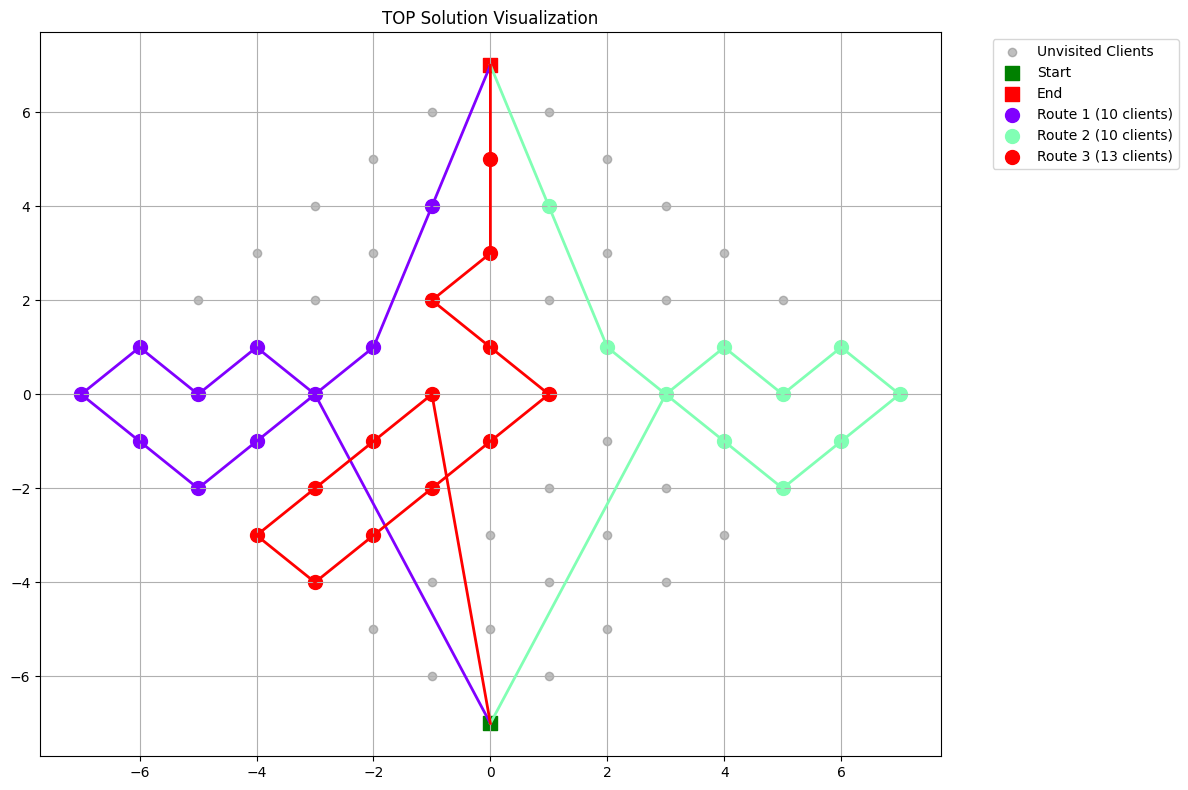 TOP Solution Visualization
Unvisited Clients
Start
End
Route 1 (10 clients)
Route 2 (10 clients)
Route 3 (13 clients)
6
4
2
0
−2
−4
−6
−6 −4 −2 0 2 4 6